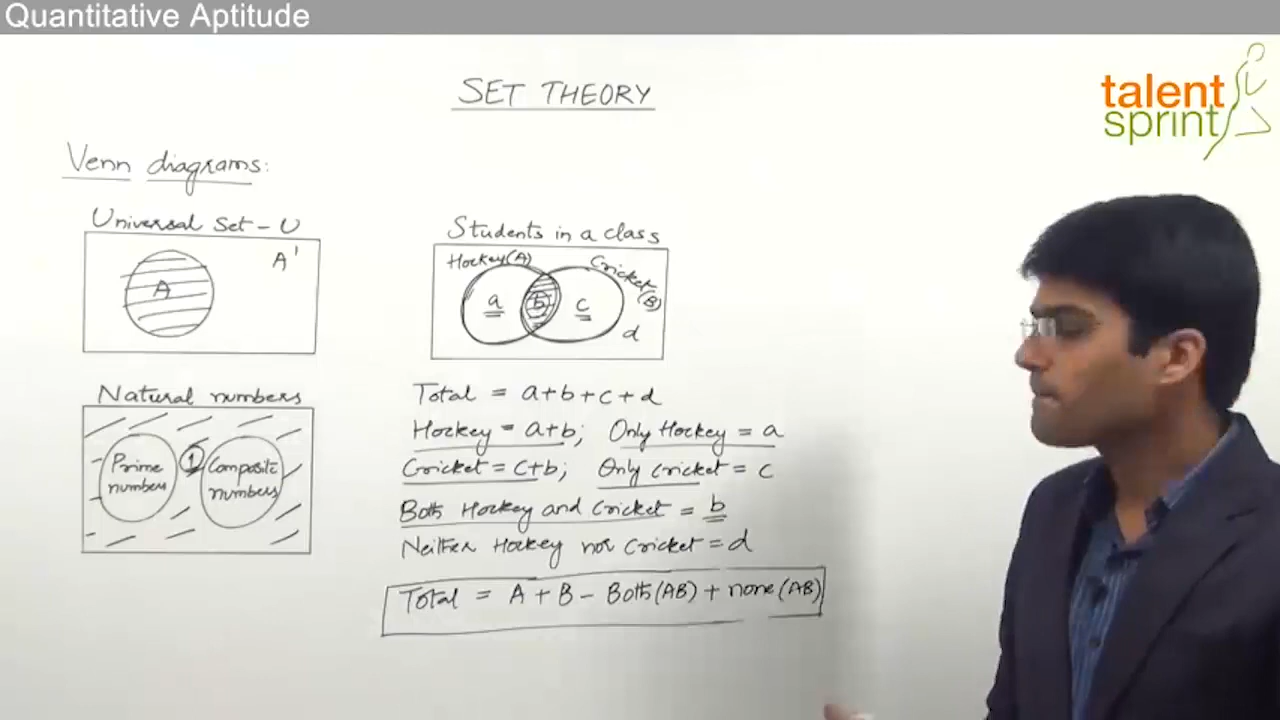 Quantitative Aptitude
talent
sprint
SET THEORY
Venn diagrams:
Universal Set - U
A
A'
Natural numbers
Prime
numbers
1
Composite
numbers
Students in a class
Hockey(A)
Cricket(B)
a
b
c
d
Total = a+b+c+d
Hockey = a+b; Only Hockey = a
Cricket = c+b; Only cricket = c
Both Hockey and Cricket = b
Neither Hockey nor Cricket = d
Total = A + B - Both(AB) + none(AB)